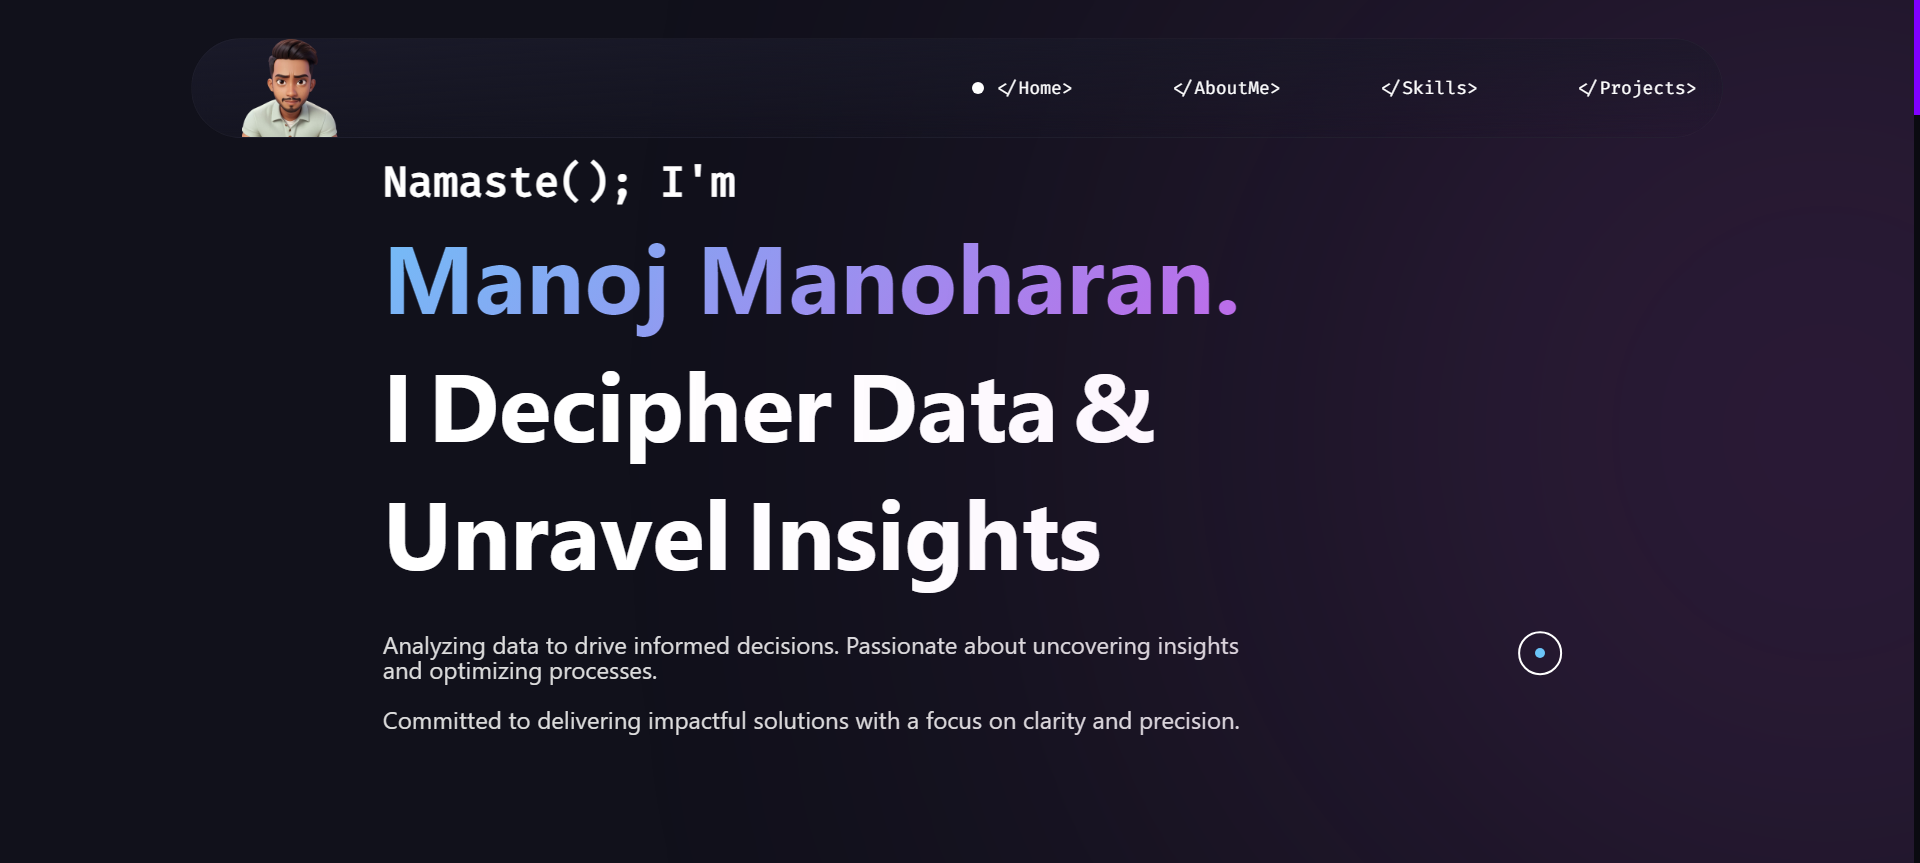 </Home>
</AboutMe>
</Skills>
</Projects>
Namaste(); I'm
Manoj Manoharan.
I Decipher Data &
Unravel Insights
Analyzing data to drive informed decisions. Passionate about uncovering insights
and optimizing processes.
Committed to delivering impactful solutions with a focus on clarity and precision.